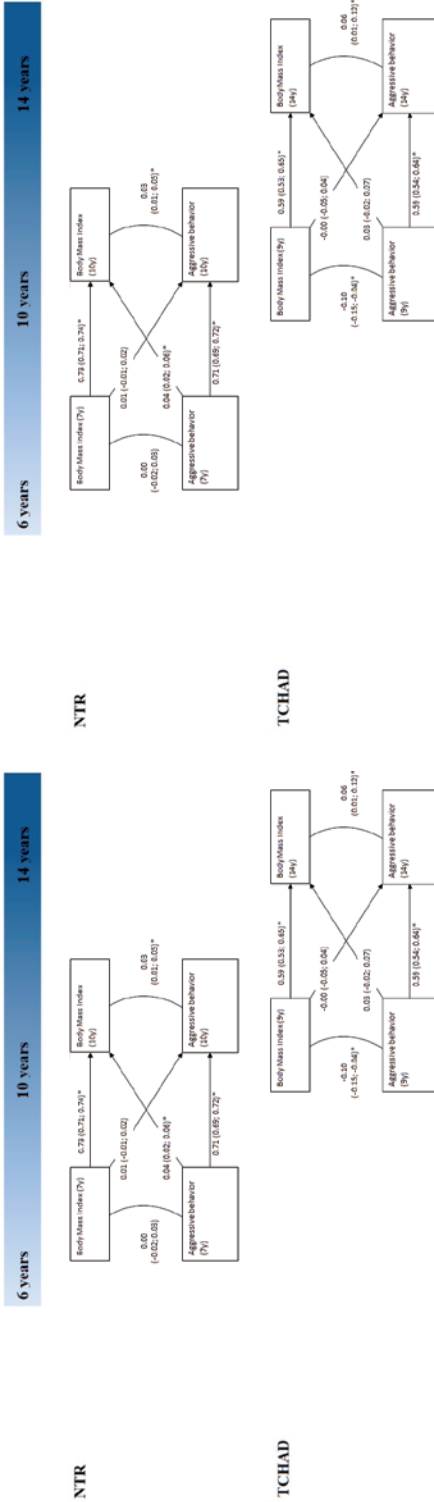 6 years 10 years 14 years
NTR
Body Mass Index (7y)
0.73 (0.71; 0.74)*
Body Mass Index
(10y)
0.01 (-0.01; 0.02)
0.00
(-0.02; 0.03)
0.03
(0.01; 0.05)*
0.04 (0.02; 0.06)*
Aggressive behavior
(7y)
0.71 (0.69; 0.72)*
Aggressive behavior
(10y)
TCHAD
Body Mass Index (9y)
0.59 (0.53; 0.65)*
Body Mass Index
(14y)
-0.00 (-0.05; 0.04)
-0.10
(-0.15; -0.04)*
0.06
(0.01; 0.12)*
0.03 (-0.02; 0.07)
Aggressive behavior
(9y)
0.59 (0.54; 0.64)*
Aggressive behavior
(14y)
6 years 10 years 14 years
NTR
Body Mass Index (7y)
0.73 (0.71; 0.74)*
Body Mass Index
(10y)
0.01 (-0.01; 0.02)
0.00
(-0.02; 0.03)
0.03
(0.01; 0.05)*
0.04 (0.02; 0.06)*
Aggressive behavior
(7y)
0.71 (0.69; 0.72)*
Aggressive behavior
(10y)
TCHAD
Body Mass Index (9y)
0.59 (0.53; 0.65)*
Body Mass Index
(14y)
-0.00 (-0.05; 0.04)
-0.10
(-0.15; -0.04)*
0.06
(0.01; 0.12)*
0.03 (-0.02; 0.07)
Aggressive behavior
(9y)
0.59 (0.54; 0.64)*
Aggressive behavior
(14y)